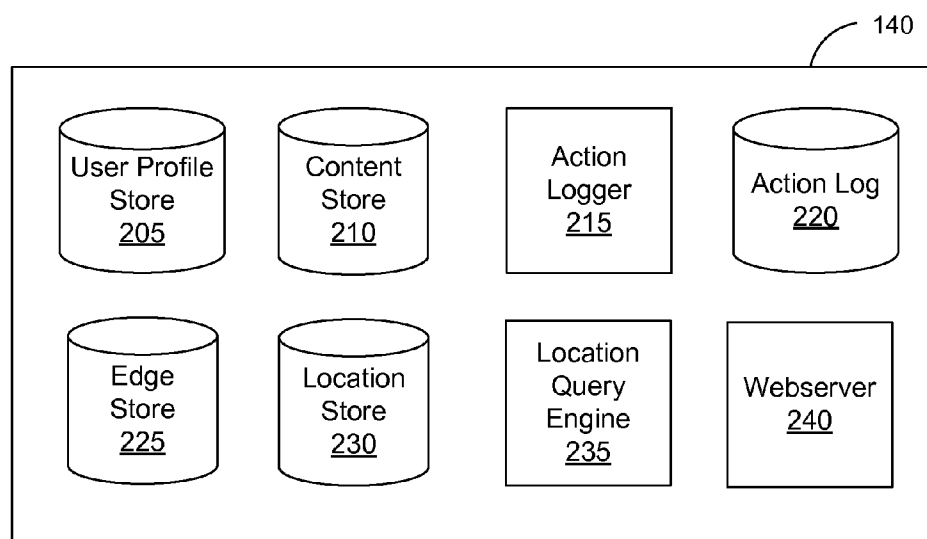 140
User Profile
Store
205
Content
Store
210
Action
Logger
215
Action Log
220
Edge
Store
225
Location
Store
230
Location
Query
Engine
235
Webserver
240